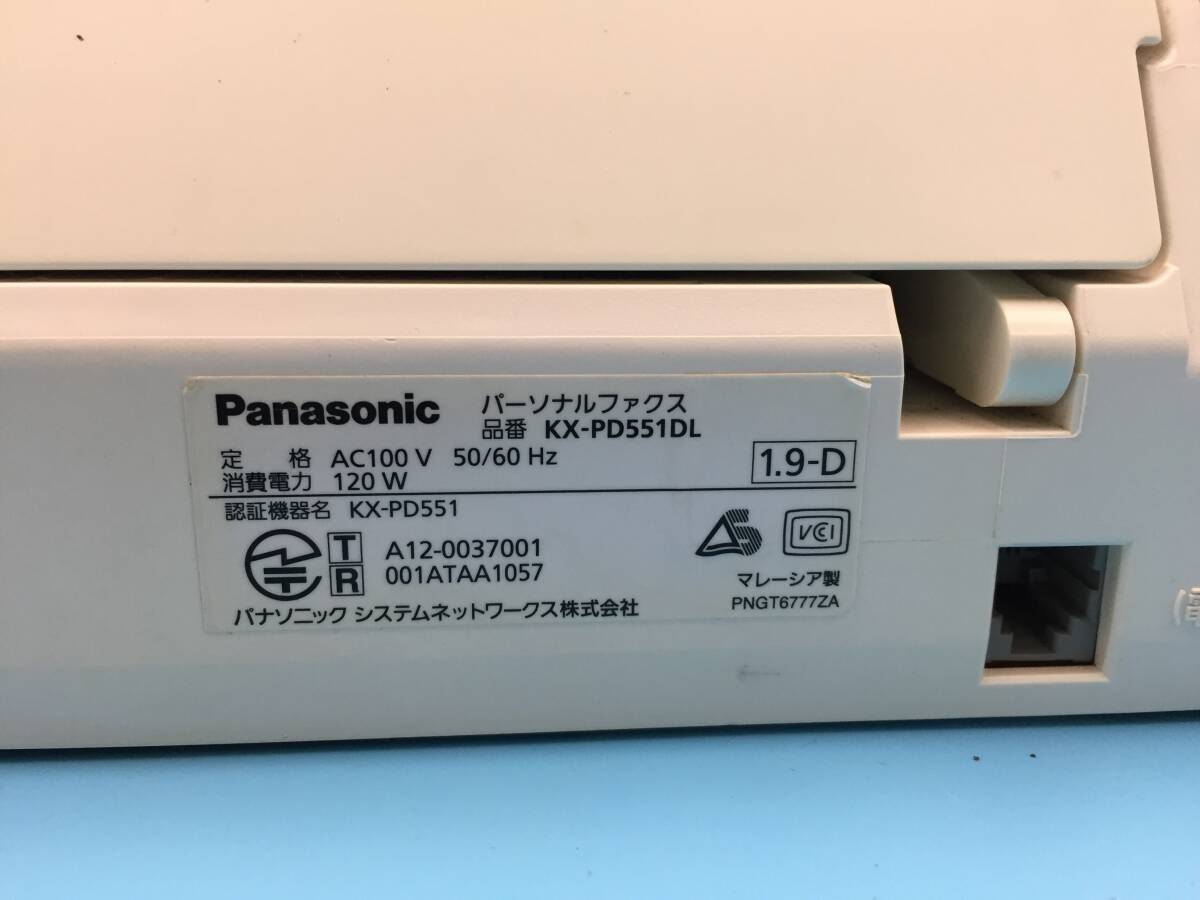 Panasonic パーソナルファクス
品番 KX-PD551DL
定 格 AC100 V 50/60 Hz
消費電力 120 W
1.9-D
認証機器名 KX-PD551
T A12-0037001
R 001ATAA1057
パナソニック システムネットワークス株式会社
VCCI
マレーシア製
PNGT6777ZA